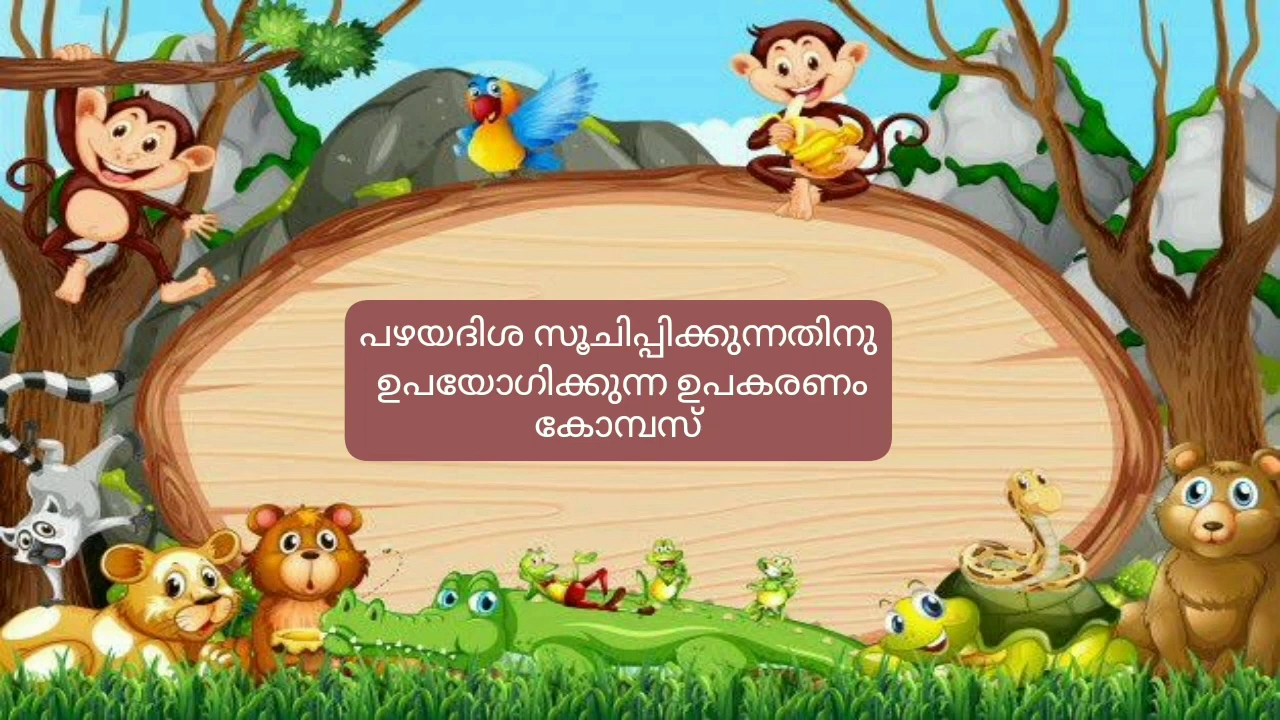 പഴയദിശ സൂചിപ്പിക്കുന്നതിനു
ഉപയോഗിക്കുന്ന ഉപകരണം
കോമ്പസ്